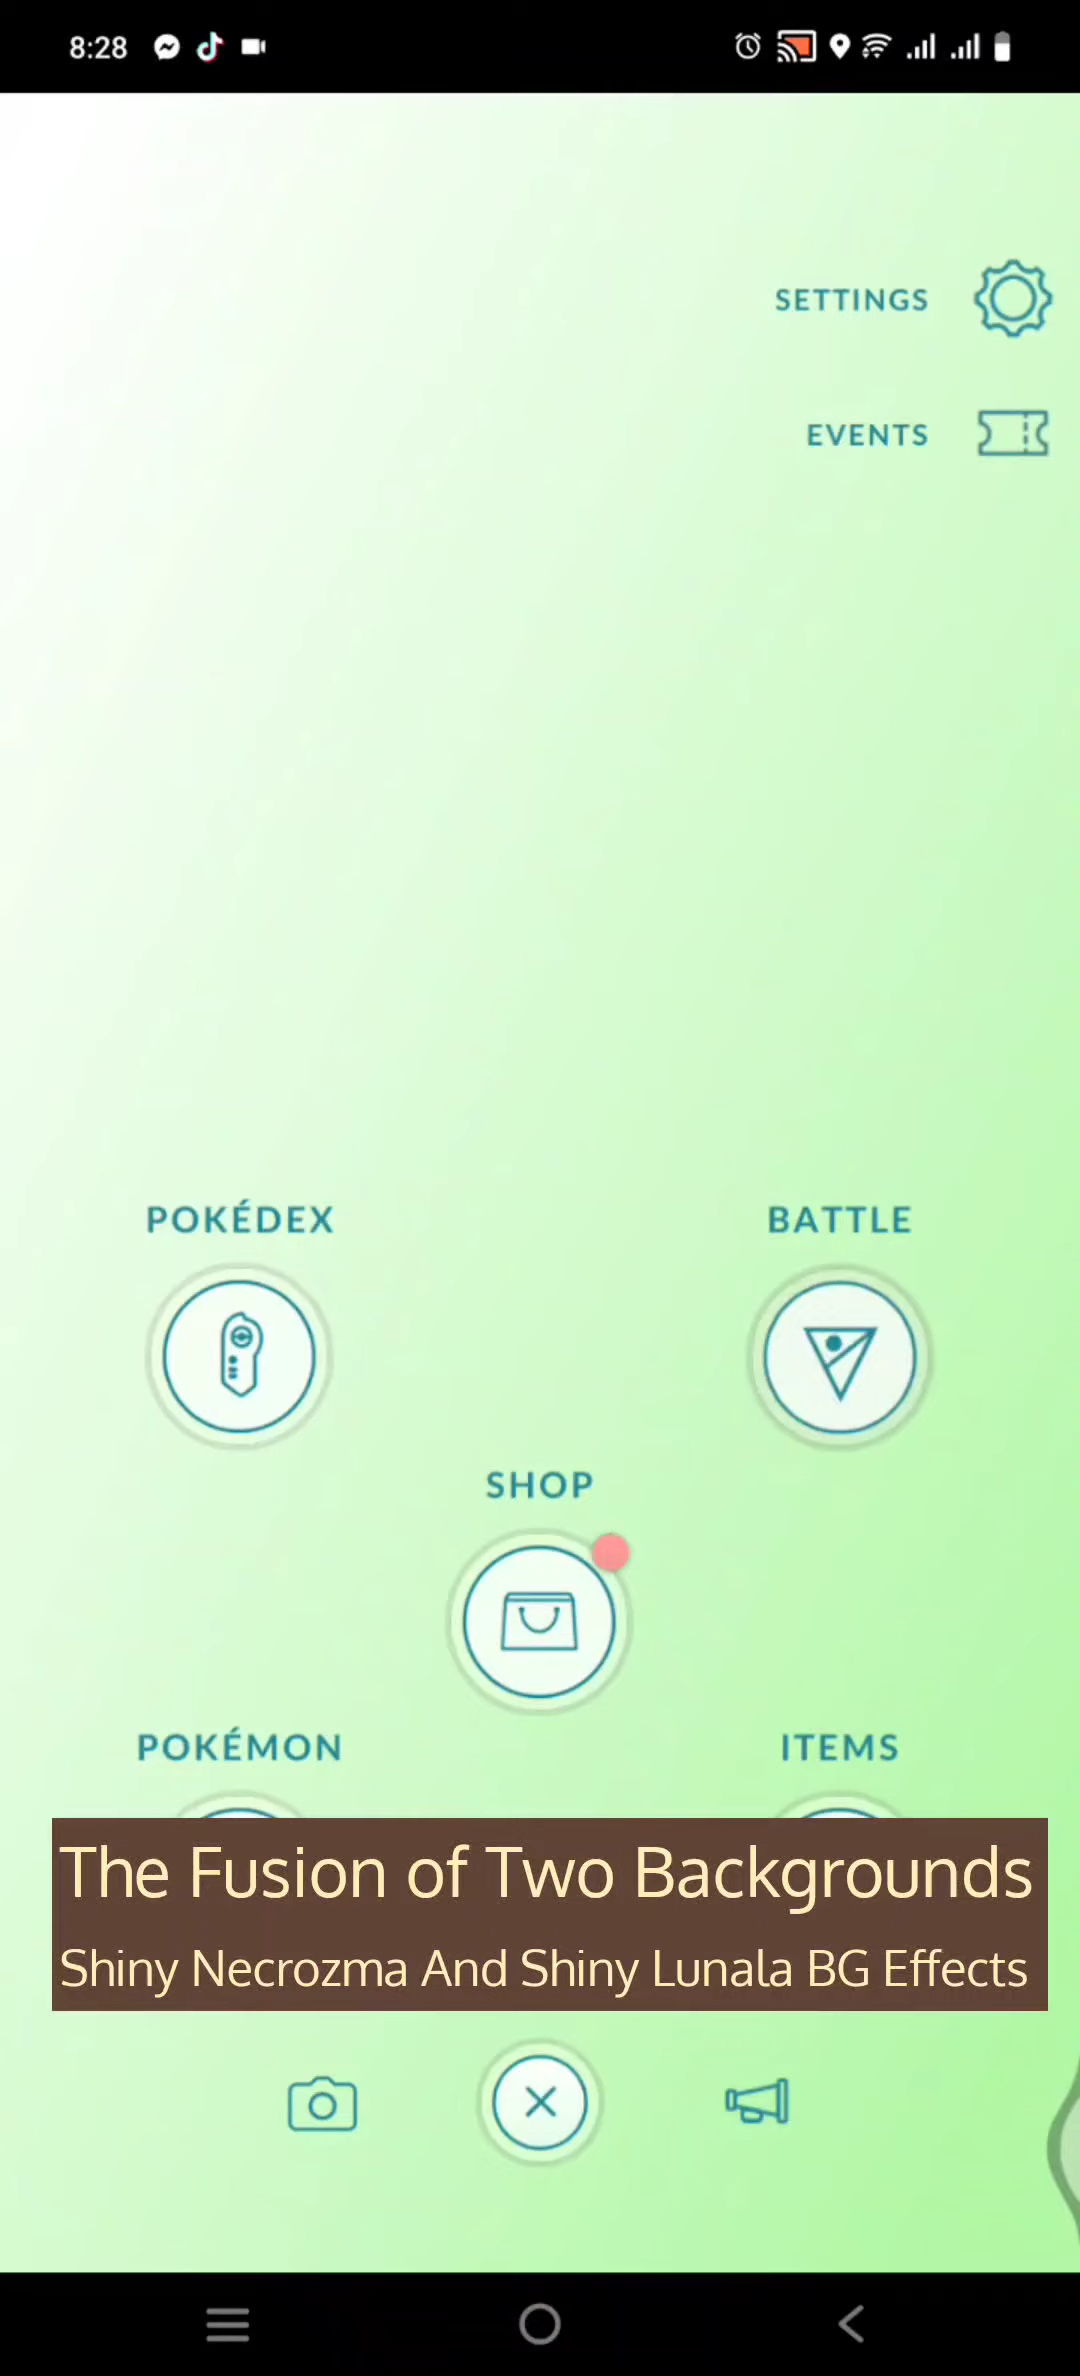 8:28
SETTINGS
EVENTS
POKÉDEX
BATTLE
SHOP
POKÉMON
ITEMS
The Fusion of Two Backgrounds
Shiny Necrozma And Shiny Lunala BG Effects